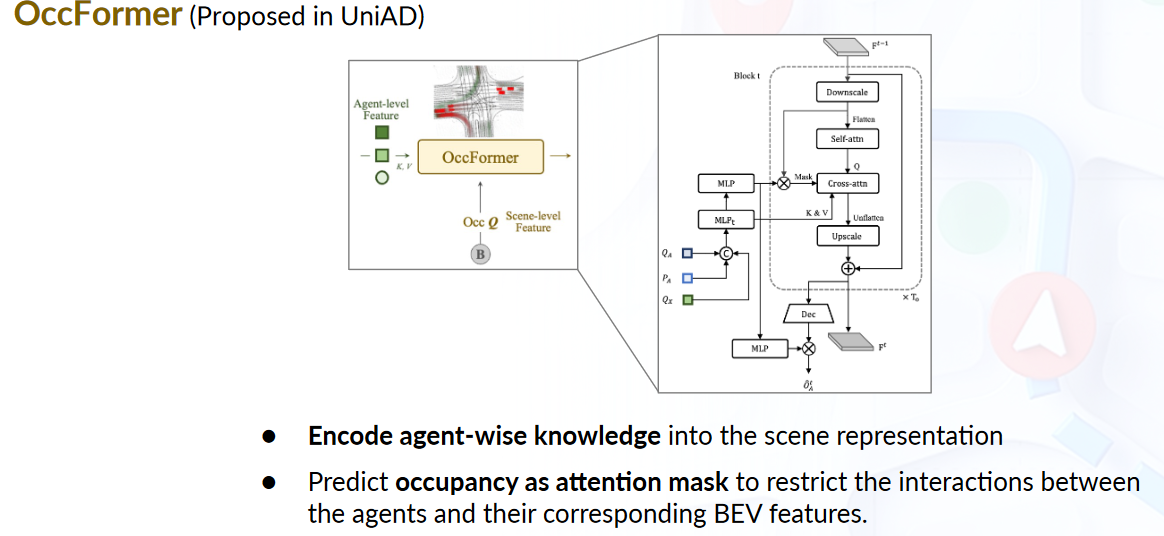 OccFormer (Proposed in UniAD)
Agent-level
Feature
K, V
OccFormer
Occ Q
Scene-level
Feature
B
Block t
F^{t-1}
Downscale
Flatten
Self-attn
Q
Mask
Cross-attn
MLP
K & V
MLP_t
Unflatten
Upscale
Q_A
C
P_A
Q_X
× T_o
Dec
MLP
F^t
Ô^t_A
● Encode agent-wise knowledge into the scene representation
● Predict occupancy as attention mask to restrict the interactions between
the agents and their corresponding BEV features.